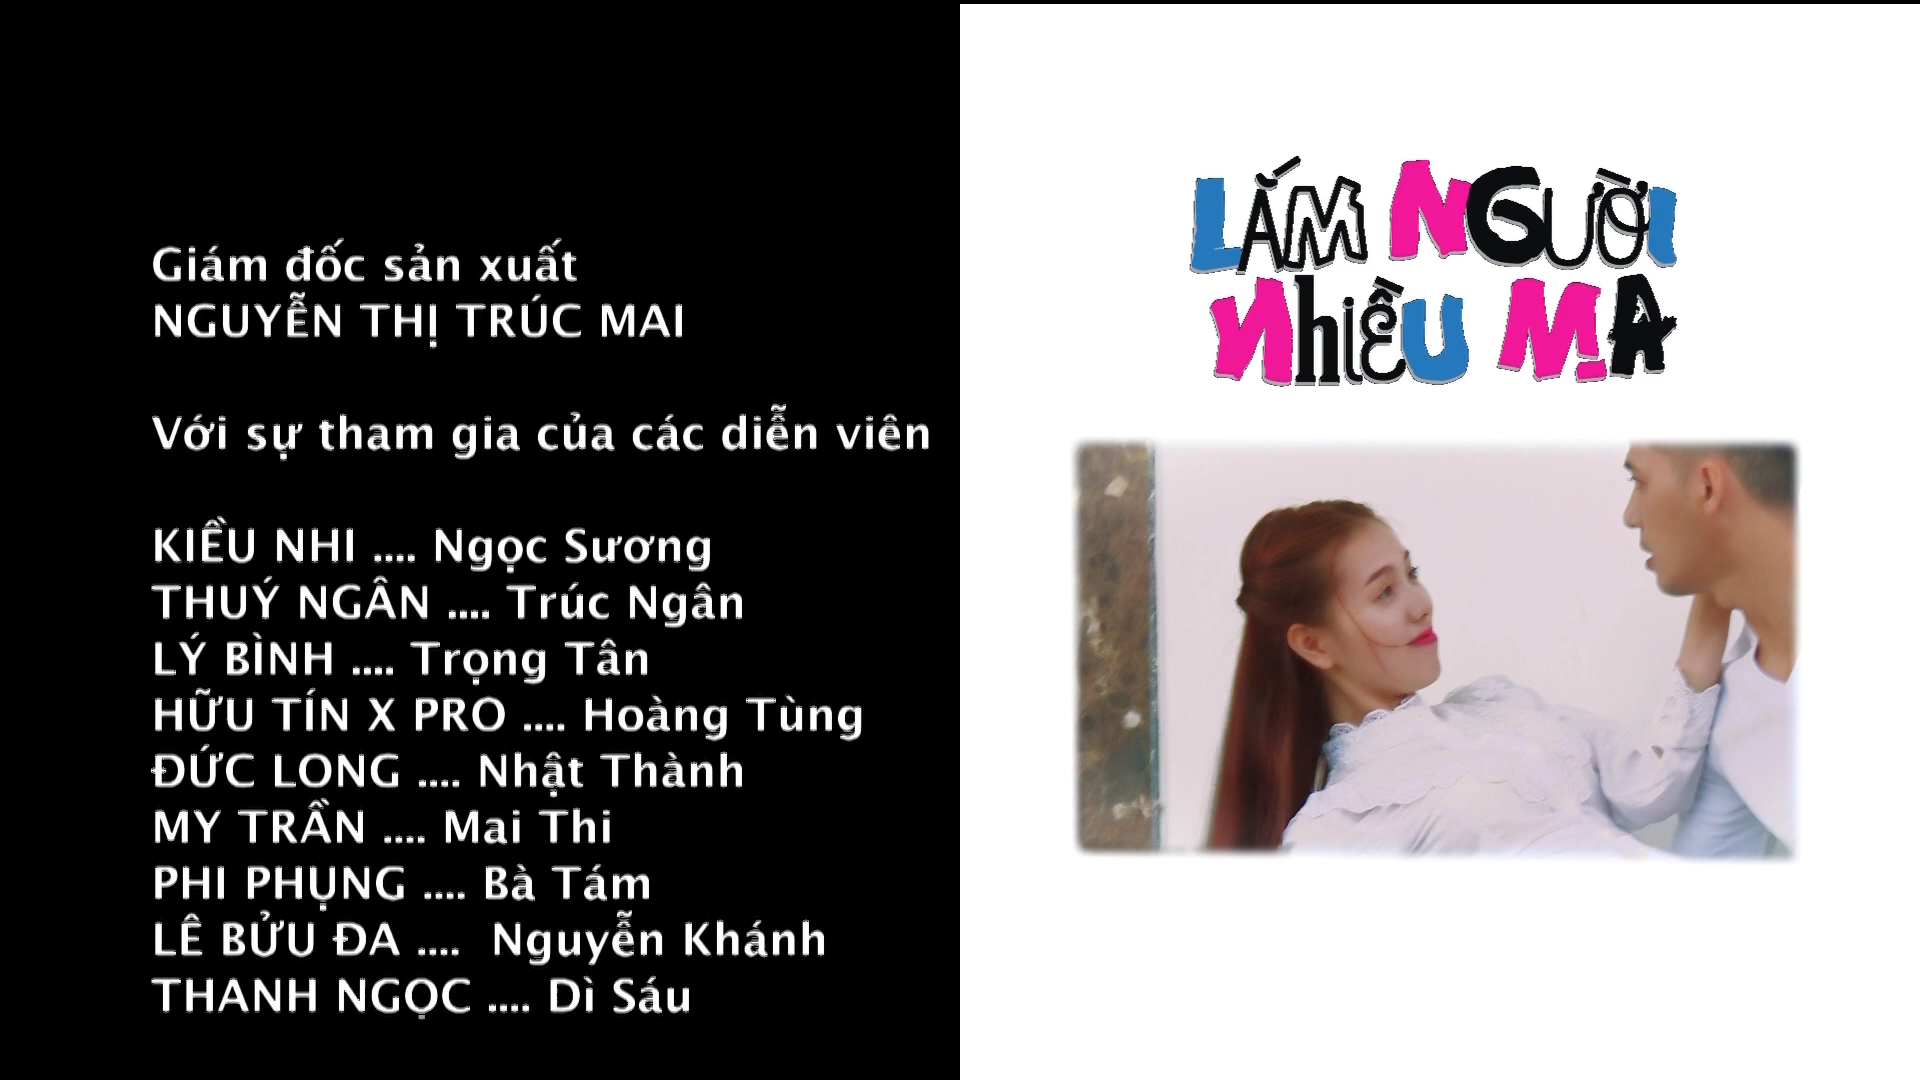 Giám đốc sản xuất
NGUYỄN THỊ TRÚC MAI
Với sự tham gia của các diễn viên
KIỀU NHI .... Ngọc Sương
THUÝ NGÂN .... Trúc Ngân
LÝ BÌNH .... Trọng Tân
HỮU TÍN X PRO .... Hoàng Tùng
ĐỨC LONG .... Nhật Thành
MY TRẦN .... Mai Thi
PHI PHỤNG .... Bà Tám
LÊ BỬU ĐA .... Nguyễn Khánh
THANH NGỌC .... Dì Sáu
LẮM NGƯỜI
NhiỀU MA